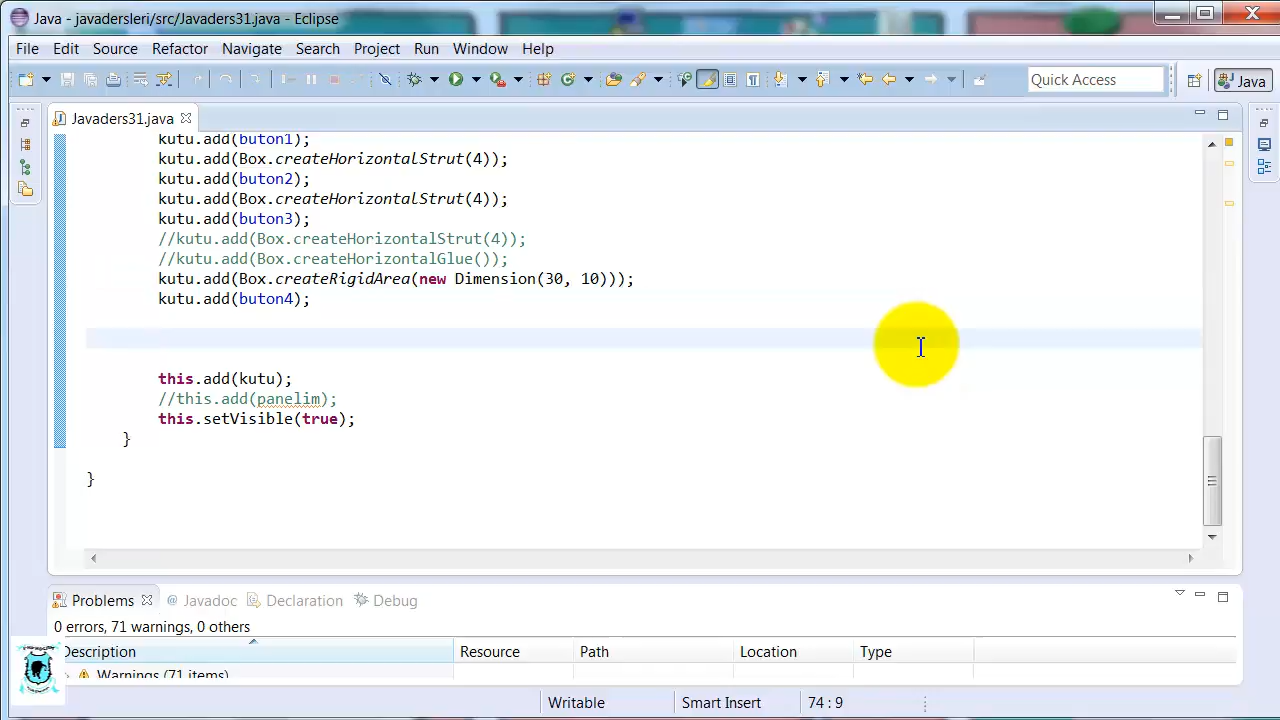 Java - javadersleri/src/Javaders31.java - Eclipse
File Edit Source Refactor Navigate Search Project Run Window Help
Quick Access Java
Javaders31.java
kutu.add(buton1);
kutu.add(Box.createHorizontalStrut(4));
kutu.add(buton2);
kutu.add(Box.createHorizontalStrut(4));
kutu.add(buton3);
//kutu.add(Box.createHorizontalStrut(4));
//kutu.add(Box.createHorizontalGlue());
kutu.add(Box.createRigidArea(new Dimension(30, 10)));
kutu.add(buton4);
this.add(kutu);
//this.add(panelim);
this.setVisible(true);
}
}
Problems @ Javadoc Declaration Debug
0 errors, 71 warnings, 0 others
Description Resource Path Location Type
Warnings (71 items)
Writable Smart Insert 74 : 9